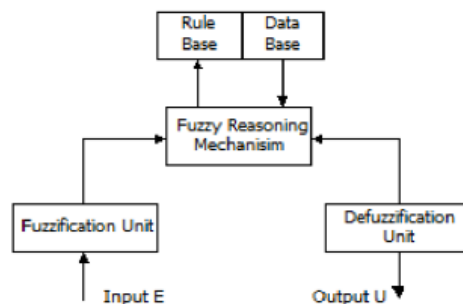 Rule
Base
Data
Base
Fuzzy Reasoning
Mechanisim
Fuzzification Unit
Defuzzification
Unit
Input E
Output U